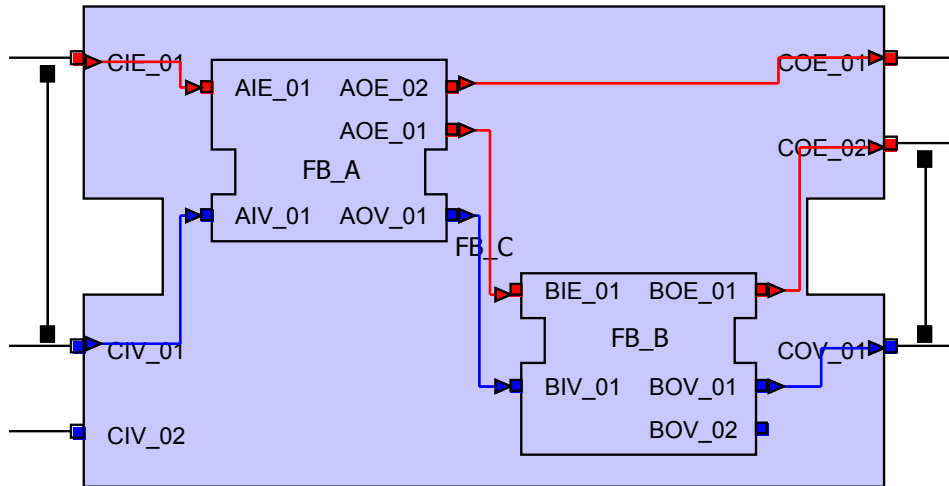 CIE_01
COE_01
AIE_01
AOE_02
AOE_01
COE_02
FB_A
AIV_01
AOV_01
FB_C
BIE_01
BOE_01
FB_B
CIV_01
COV_01
BIV_01
BOV_01
BOV_02
CIV_02